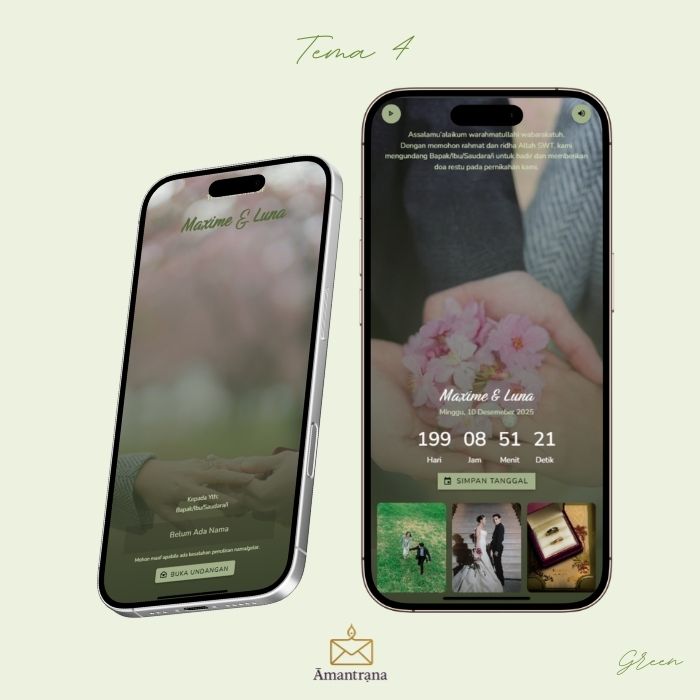 Tema 4
Maxime & Luna
Kepada Yth;
Bapak/Ibu/Saudara/i
Belum Ada Nama
Mohon maaf apabila ada kesalahan penulisan nama/gelar.
BUKA UNDANGAN
Assalamu'alaikum warahmatullahi wabarakatuh.
Dengan memohon rahmat dan ridha Allah SWT, kami
mengundang Bapak/Ibu/Saudara/i untuk hadir dan memberikan
doa restu pada pernikahan kami.
Maxime & Luna
Minggu, 10 Desember 2025
199 08 51 21
Hari Jam Menit Detik
SIMPAN TANGGAL
Āmantraṇa
Green